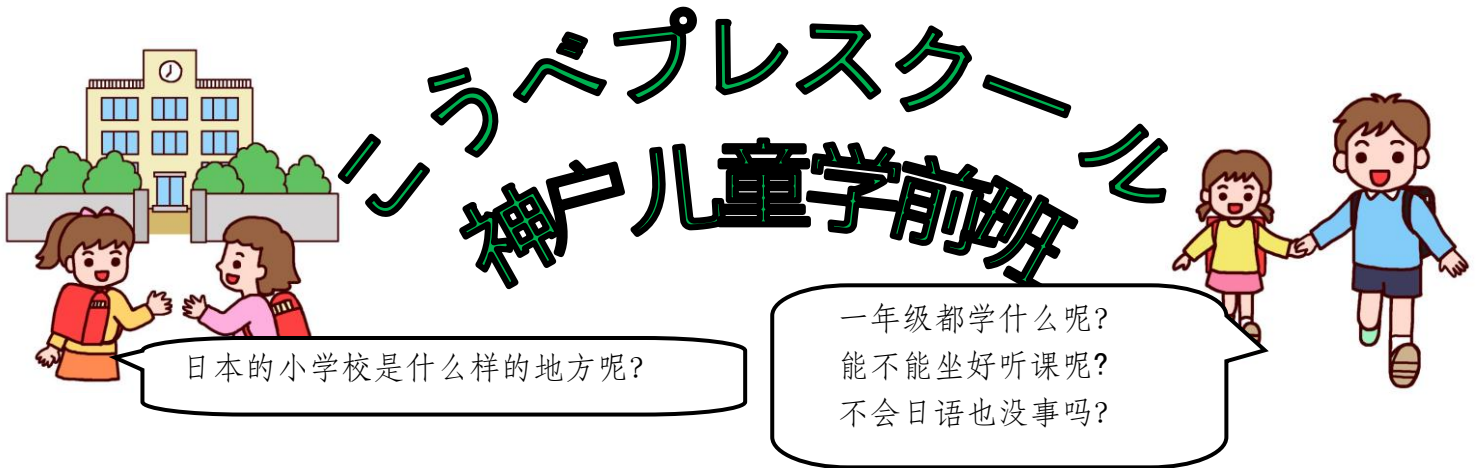 こうべプレスクール
神户儿童学前班
日本的小学校是什么样的地方呢?
一年级都学什么呢?
能不能坐好听课呢?
不会日语也没事吗?